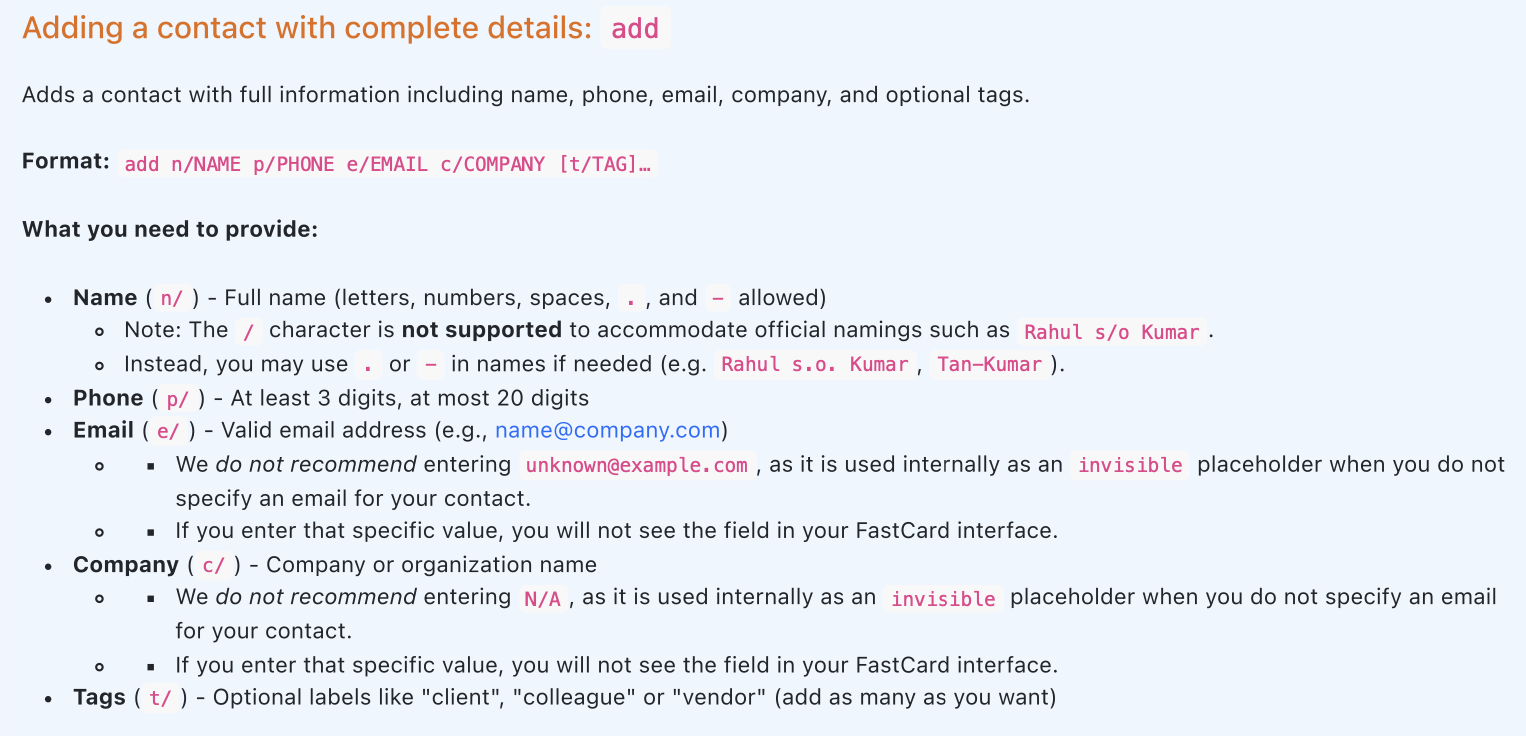 Adding a contact with complete details: add
Adds a contact with full information including name, phone, email, company, and optional tags.
Format: add n/NAME p/PHONE e/EMAIL c/COMPANY [t/TAG]…
What you need to provide:
Name ( n/ ) - Full name (letters, numbers, spaces, . , and - allowed)
Note: The / character is not supported to accommodate official namings such as Rahul s/o Kumar .
Instead, you may use . or - in names if needed (e.g. Rahul s.o. Kumar , Tan-Kumar ).
Phone ( p/ ) - At least 3 digits, at most 20 digits
Email ( e/ ) - Valid email address (e.g., name@company.com)
We do not recommend entering unknown@example.com , as it is used internally as an invisible placeholder when you do not
specify an email for your contact.
If you enter that specific value, you will not see the field in your FastCard interface.
Company ( c/ ) - Company or organization name
We do not recommend entering N/A , as it is used internally as an invisible placeholder when you do not specify an email
for your contact.
If you enter that specific value, you will not see the field in your FastCard interface.
Tags ( t/ ) - Optional labels like "client", "colleague" or "vendor" (add as many as you want)